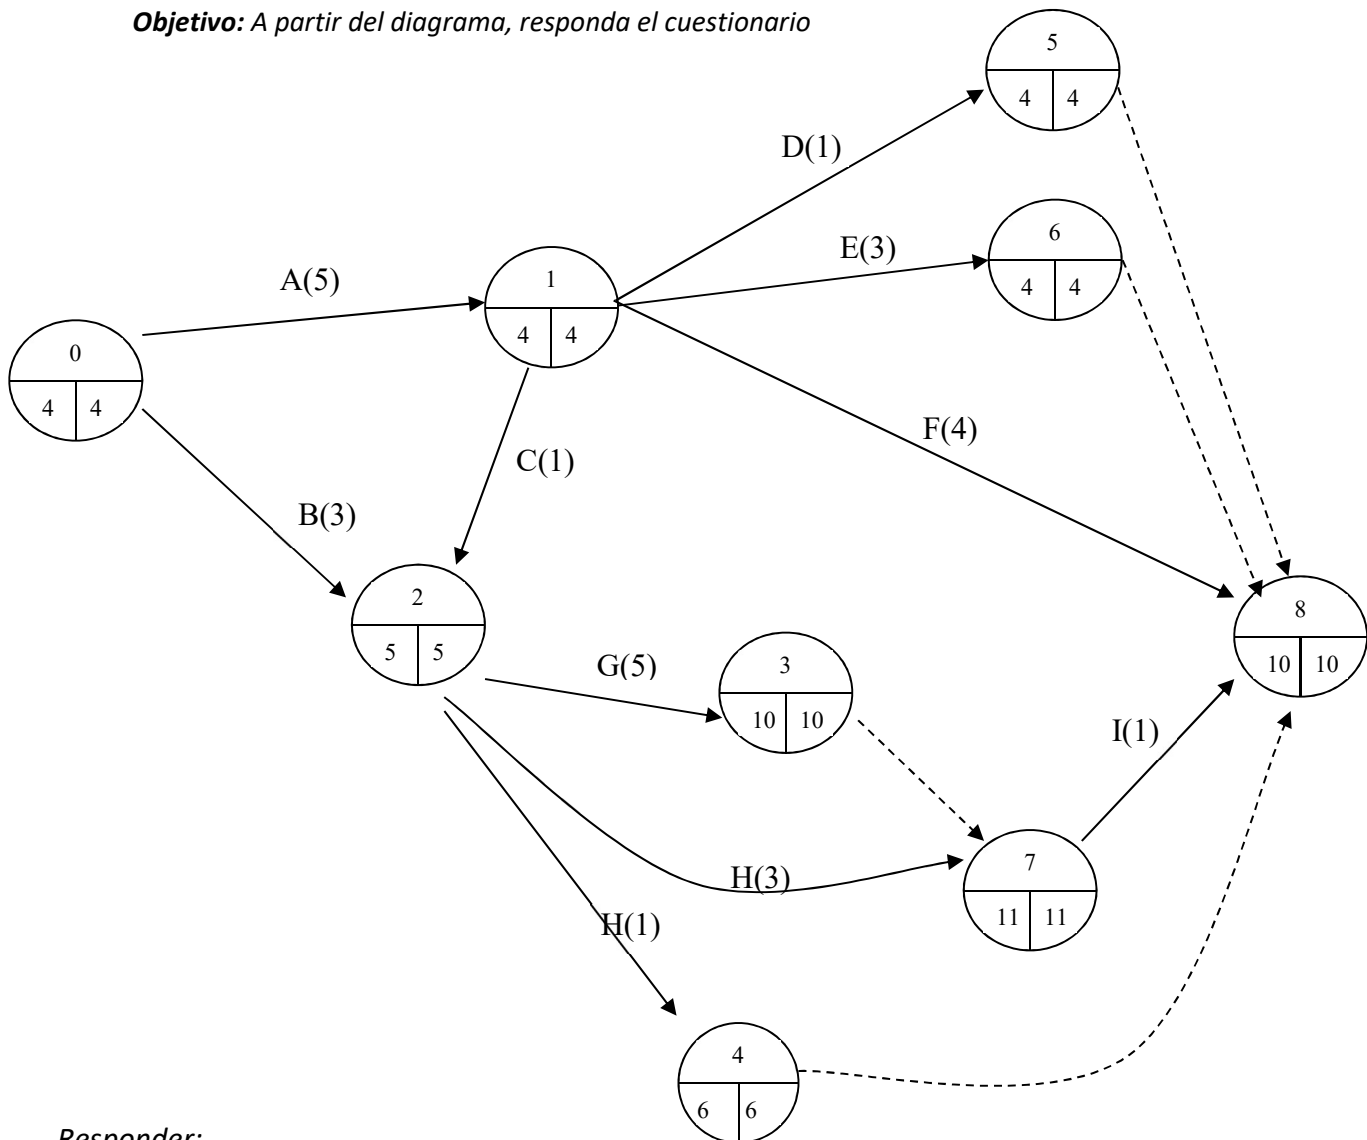 Objetivo: A partir del diagrama, responda el cuestionario
5
4 4
D(1)
6
4 4
E(3)
A(5)
1
4 4
0
4 4
F(4)
C(1)
B(3)
2
5 5
8
10 10
G(5)
3
10 10
I(1)
H(3)
7
11 11
H(1)
4
6 6
Responder: